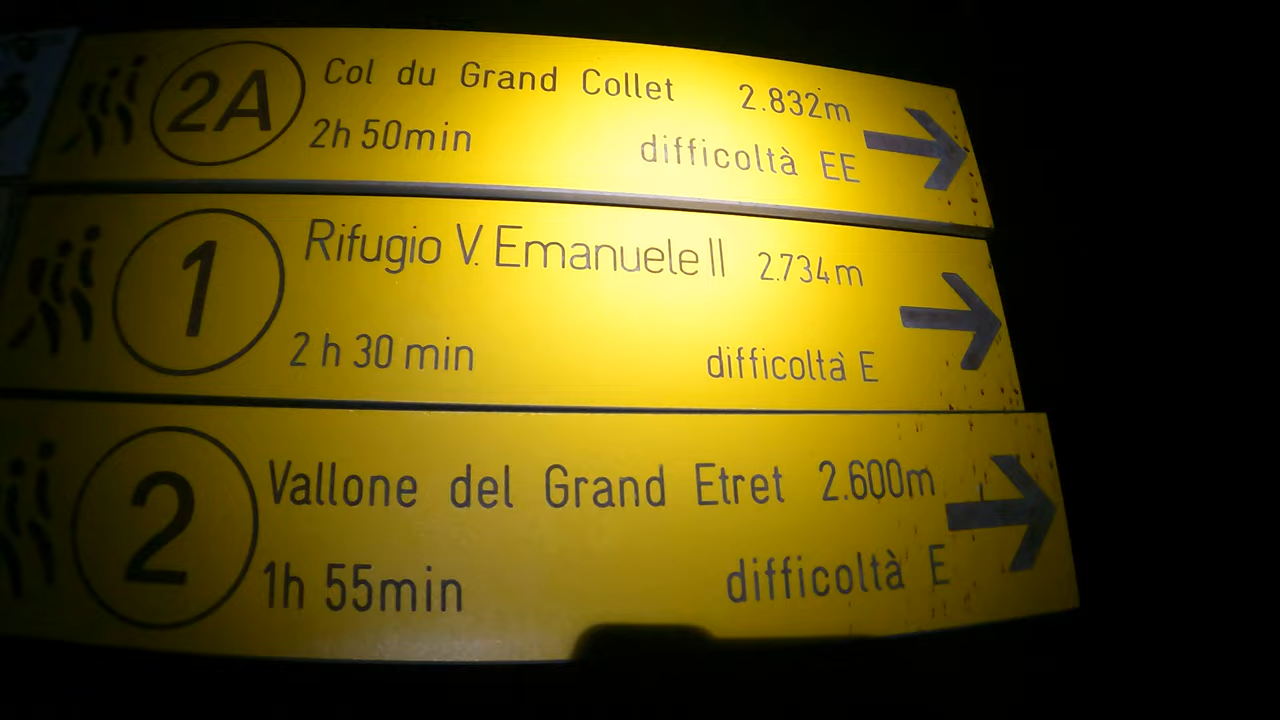 2A Col du Grand Collet 2.832m
2h 50min difficoltà EE
1 Rifugio V. Emanuele II 2.734m
2 h 30 min difficoltà E
2 Vallone del Grand Etret 2.600m
1h 55min difficoltà E